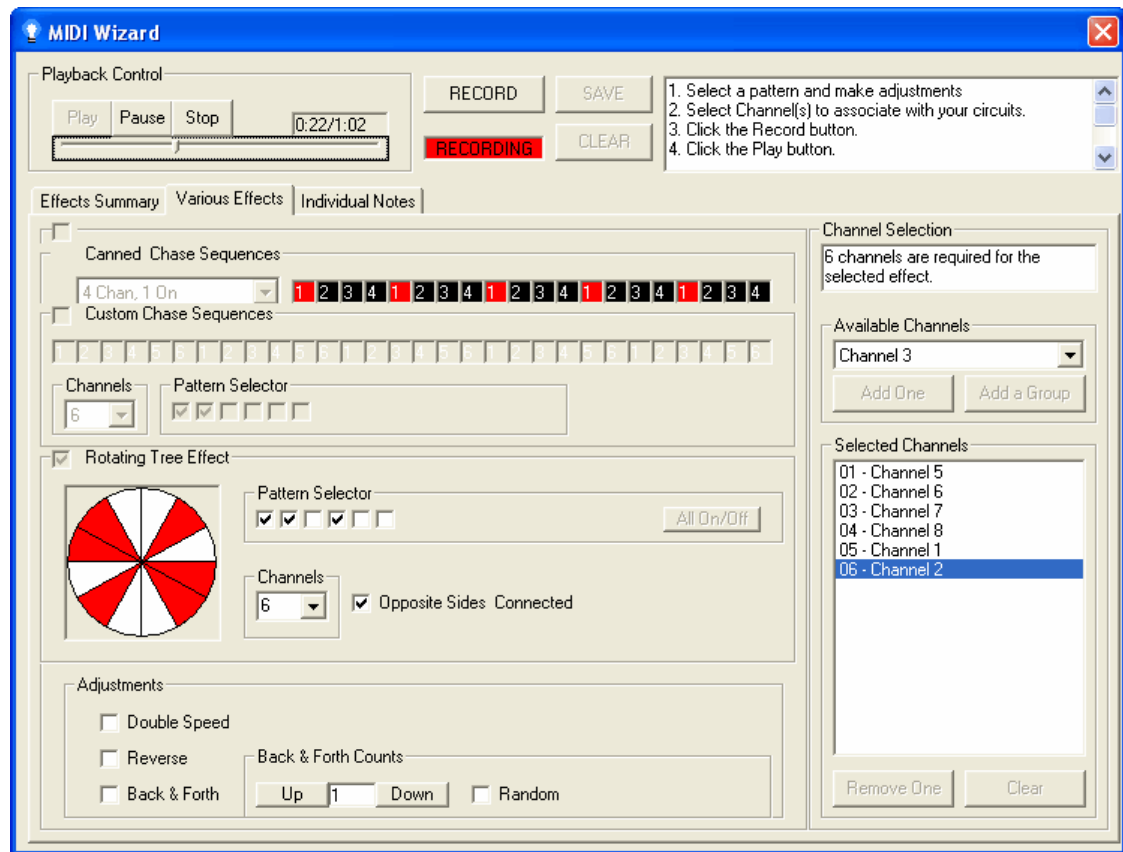 MIDI Wizard
Playback Control
Play Pause Stop
0:22/1:02
RECORD SAVE
RECORDING CLEAR
1. Select a pattern and make adjustments
2. Select Channel(s) to associate with your circuits.
3. Click the Record button.
4. Click the Play button.
Effects Summary Various Effects Individual Notes
Canned Chase Sequences
4 Chan, 1 On
1 2 3 4 1 2 3 4 1 2 3 4 1 2 3 4 1 2 3 4
Custom Chase Sequences
1 2 3 4 5 6 1 2 3 4 5 6 1 2 3 4 5 6 1 2 3 4 5 6 1 2 3 4 5 6
Channels
6
Pattern Selector
Rotating Tree Effect
Pattern Selector
All On/Off
Channels
6
Opposite Sides Connected
Adjustments
Double Speed
Reverse
Back & Forth
Back & Forth Counts
Up 1 Down
Random
Channel Selection
6 channels are required for the
selected effect.
Available Channels
Channel 3
Add One Add a Group
Selected Channels
01 - Channel 5
02 - Channel 6
03 - Channel 7
04 - Channel 8
05 - Channel 1
06 - Channel 2
Remove One Clear